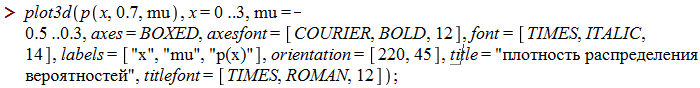 > plot3d(p(x, 0.7, mu), x = 0 ..3, mu = −
0.5 ..0.3, axes = BOXED, axesfont = [COURIER, BOLD, 12], font = [TIMES, ITALIC,
14], labels = ["x", "mu", "p(x)"], orientation = [220, 45], title = "плотность распределения
вероятностей", titlefont = [TIMES, ROMAN, 12]);